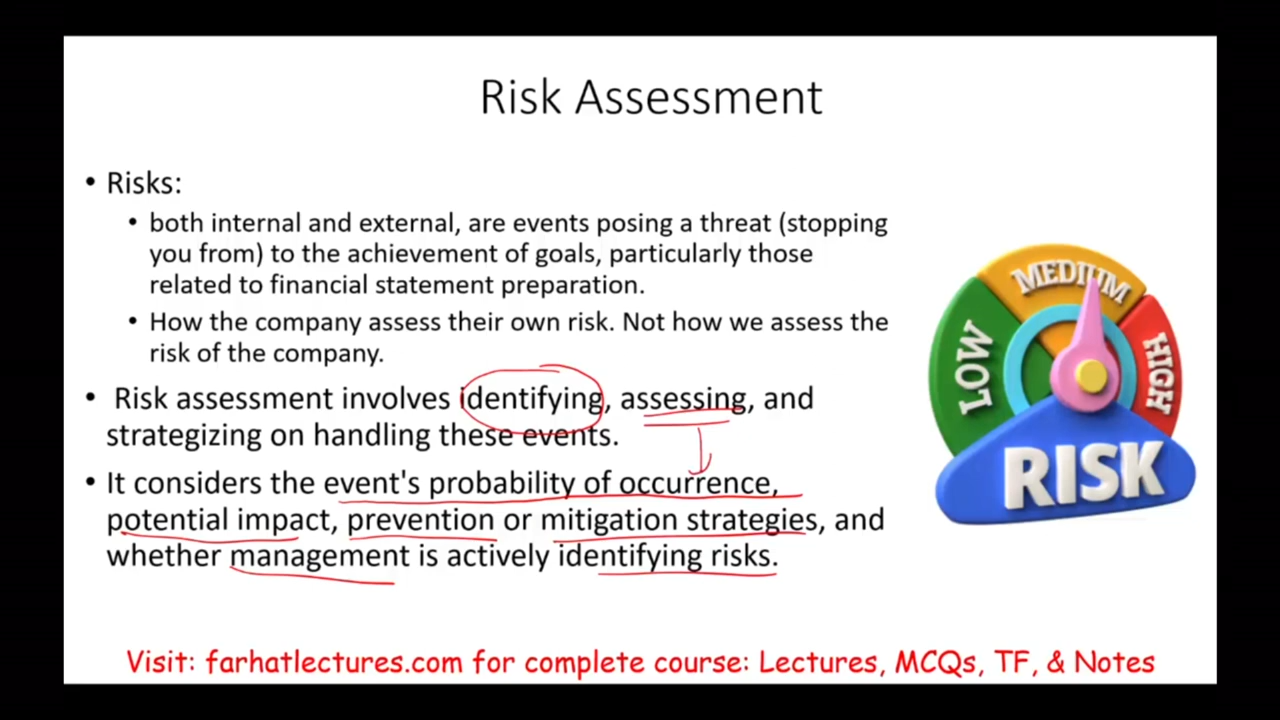 Risk Assessment
• Risks:
• both internal and external, are events posing a threat (stopping
you from) to the achievement of goals, particularly those
related to financial statement preparation.
• How the company assess their own risk. Not how we assess the
risk of the company.
• Risk assessment involves identifying, assessing, and
strategizing on handling these events.
• It considers the event's probability of occurrence,
potential impact, prevention or mitigation strategies, and
whether management is actively identifying risks.
LOW
MEDIUM
HIGH
RISK
Visit: farhatlectures.com for complete course: Lectures, MCQs, TF, & Notes